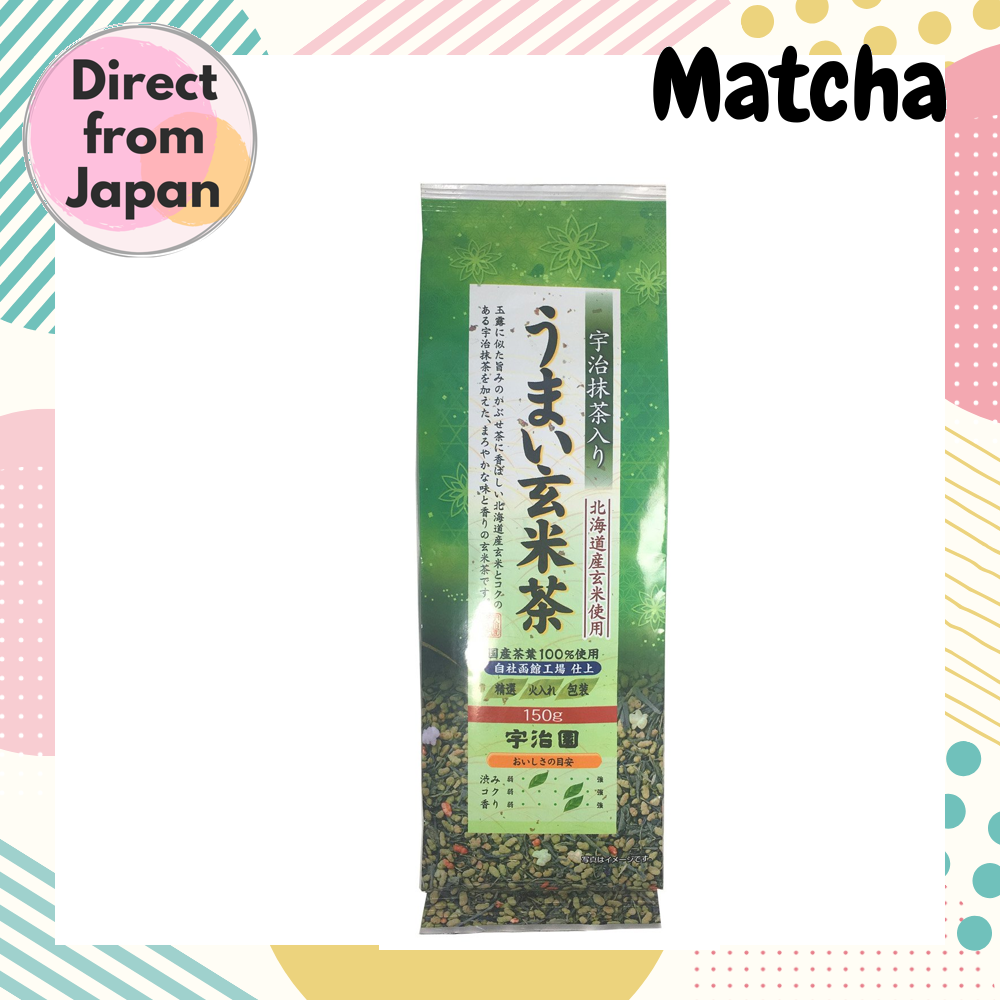 Direct
from
Japan
Matcha
宇治抹茶入り
北海道産玄米使用
うまい玄米茶
玉露に似た旨みのかぶせ茶に香ばしい北海道産玄米とコクの
ある宇治抹茶を加えた、まろやかな味と香りの玄米茶です。
国産茶葉100%使用
自社函館工場 仕上
精選 火入れ 包装
150g
宇治園
おいしさの目安
渋み 弱 強
コク 弱 強
香り 弱 強
写真はイメージです